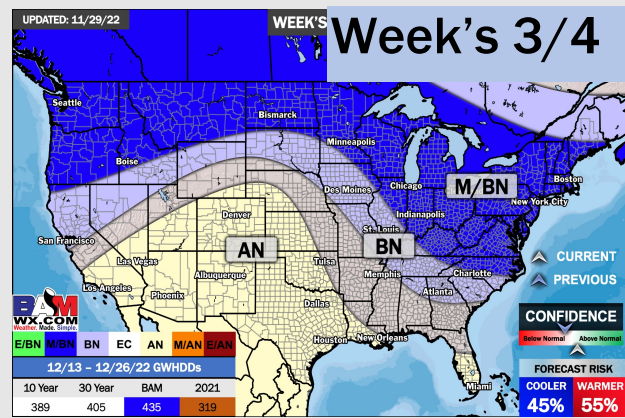 UPDATED: 11/29/22
WEEK'S
Week's 3/4
Seattle
Bismarck
Minneapolis
Boise
Des Moines
Chicago
M/BN
Boston
New York City
Indianapolis
Denver
St. Louis
San Francisco
AN
BN
CURRENT
Las Vegas
Tulsa
PREVIOUS
Albuquerque
Memphis
Charlotte
Los Angeles
Phoenix
Atlanta
Dallas
BAM
WX.COM
Weather. Made. Simple.
CONFIDENCE
Houston
New Orleans
Below Normal
Above Normal
E/BN M/BN BN EC AN M/AN E/AN
12/13 – 12/26/22 GWHDDs
FORECAST RISK
Miami
10 Year 30 Year BAM 2021
COOLER WARMER
389 405 435 319
45% 55%